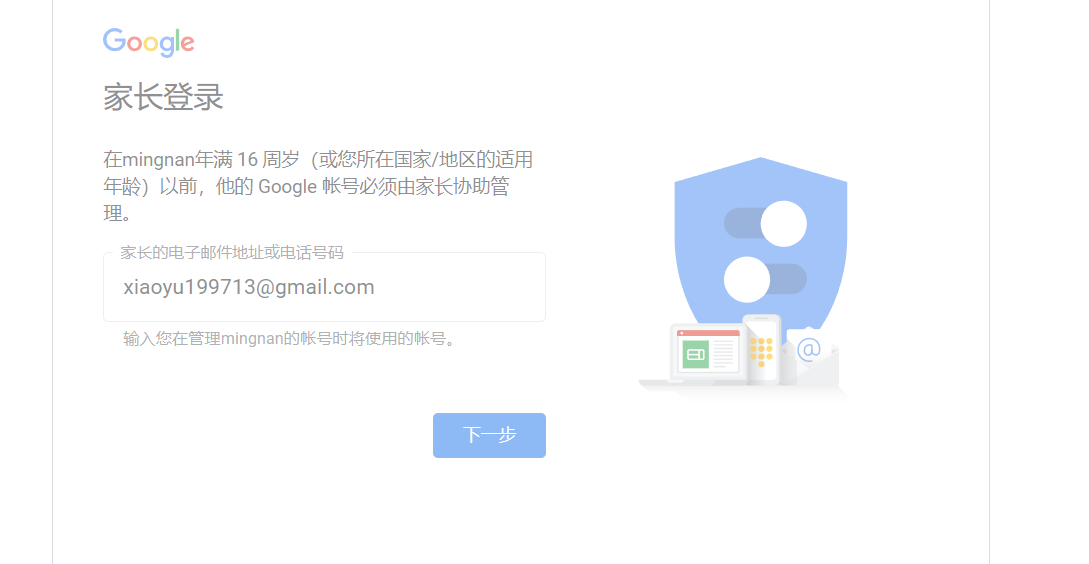 Google
家长登录
在mingnan年满 16 周岁（或您所在国家/地区的适用
年龄）以前，他的 Google 帐号必须由家长协助管
理。
家长的电子邮件地址或电话号码
xiaoyu199713@gmail.com
输入您在管理mingnan的帐号时将使用的帐号。
下一步
@